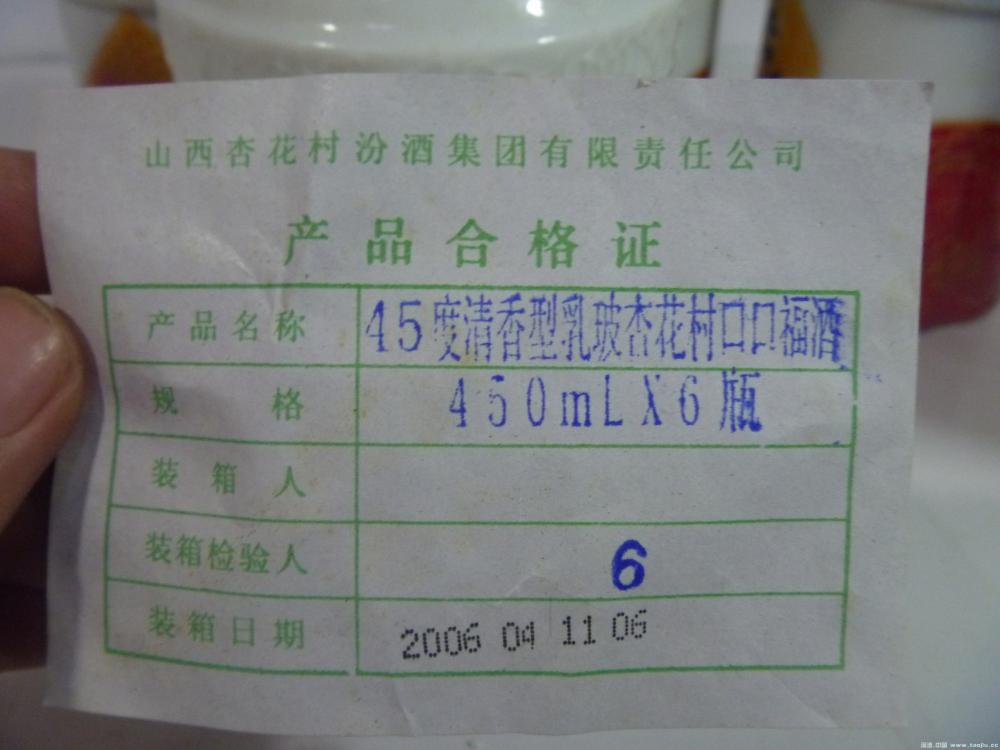 山西杏花村汾酒集团有限责任公司
产品合格证
产品名称 45度清香型乳玻杏花村口口福酒
规格 450mLX6瓶
装箱人
装箱检验人 6
装箱日期 2006 04 11 06